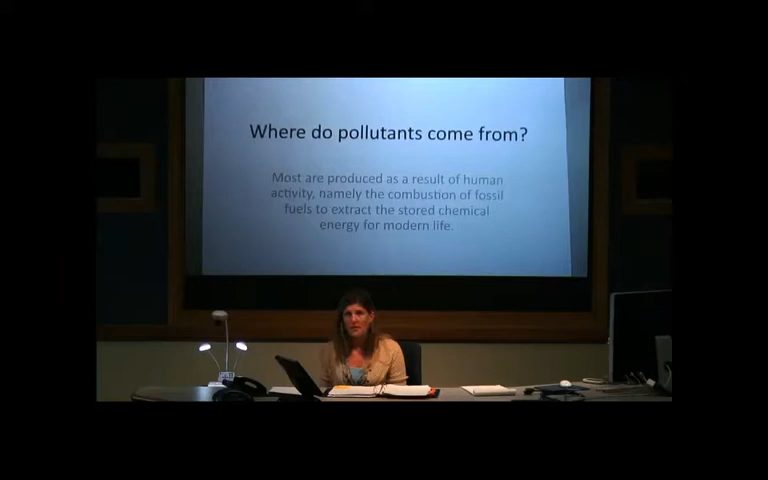 Where do pollutants come from?
Most are produced as a result of human
activity, namely the combustion of fossil
fuels to extract the stored chemical
energy for modern life.